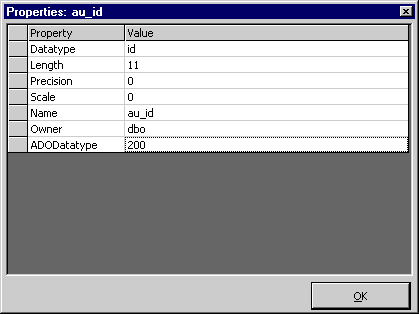 Properties: au_id
Property Value
Datatype id
Length 11
Precision 0
Scale 0
Name au_id
Owner dbo
ADODatatype 200
OK